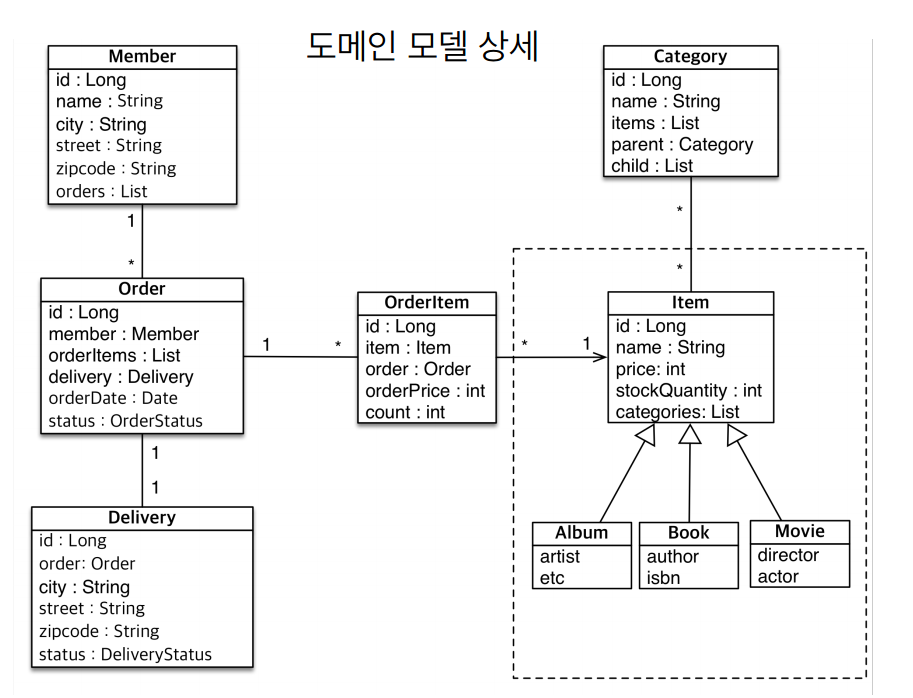 도메인 모델 상세
Member
id : Long
name : String
city : String
street : String
zipcode : String
orders : List
Category
id : Long
name : String
items : List
parent : Category
child : List
1
*
*
*
Order
id : Long
member : Member
orderItems : List
delivery : Delivery
orderDate : Date
status : OrderStatus
1
*
OrderItem
id : Long
item : Item
order : Order
orderPrice : int
count : int
*
1
Item
id : Long
name : String
price: int
stockQuantity : int
categories: List
1
1
Delivery
id : Long
order: Order
city : String
street : String
zipcode : String
status : DeliveryStatus
Album
artist
etc
Book
author
isbn
Movie
director
actor